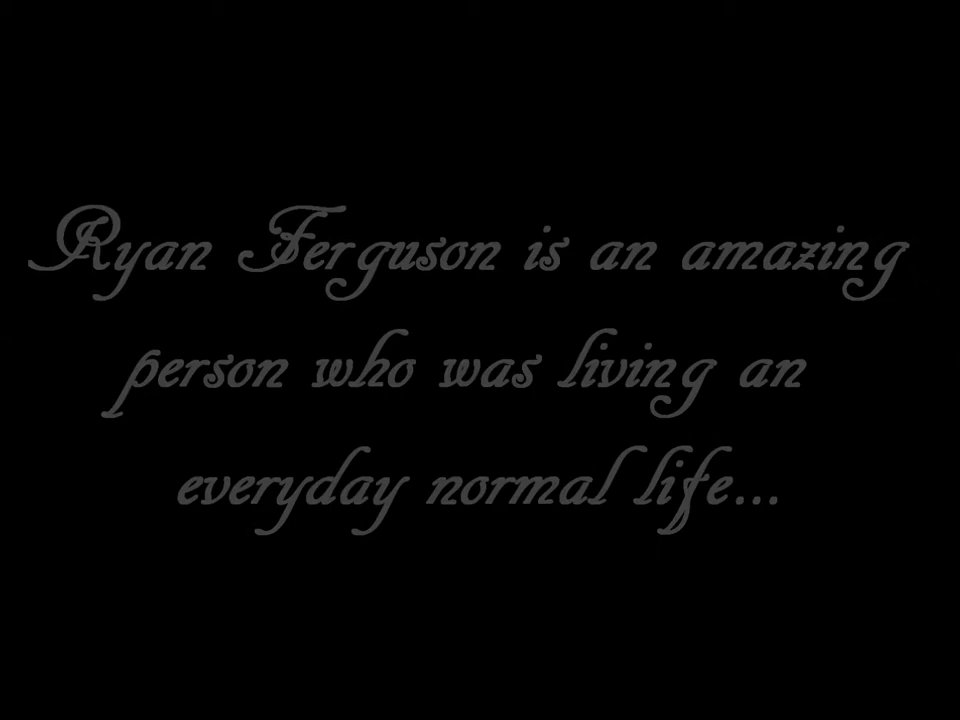 Ryan Ferguson is an amazing
person who was living an
everyday normal life...